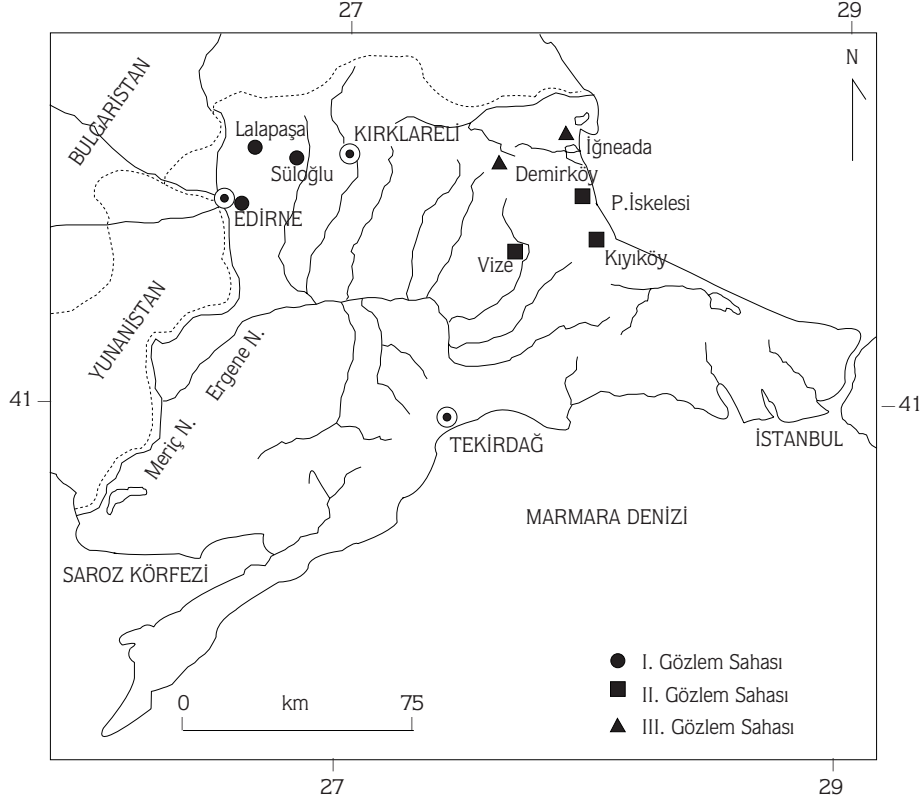 27
29
N
BULGARİSTAN
Lalapaşa
KIRKLARELİ
Süloğlu
İğneada
Demirköy
P.İskelesi
EDİRNE
Vize
Kıyıköy
YUNANİSTAN
Ergene N.
41
41
Meriç N.
TEKİRDAĞ
İSTANBUL
MARMARA DENİZİ
SAROZ KÖRFEZİ
I. Gözlem Sahası
II. Gözlem Sahası
III. Gözlem Sahası
0 km 75
27
29